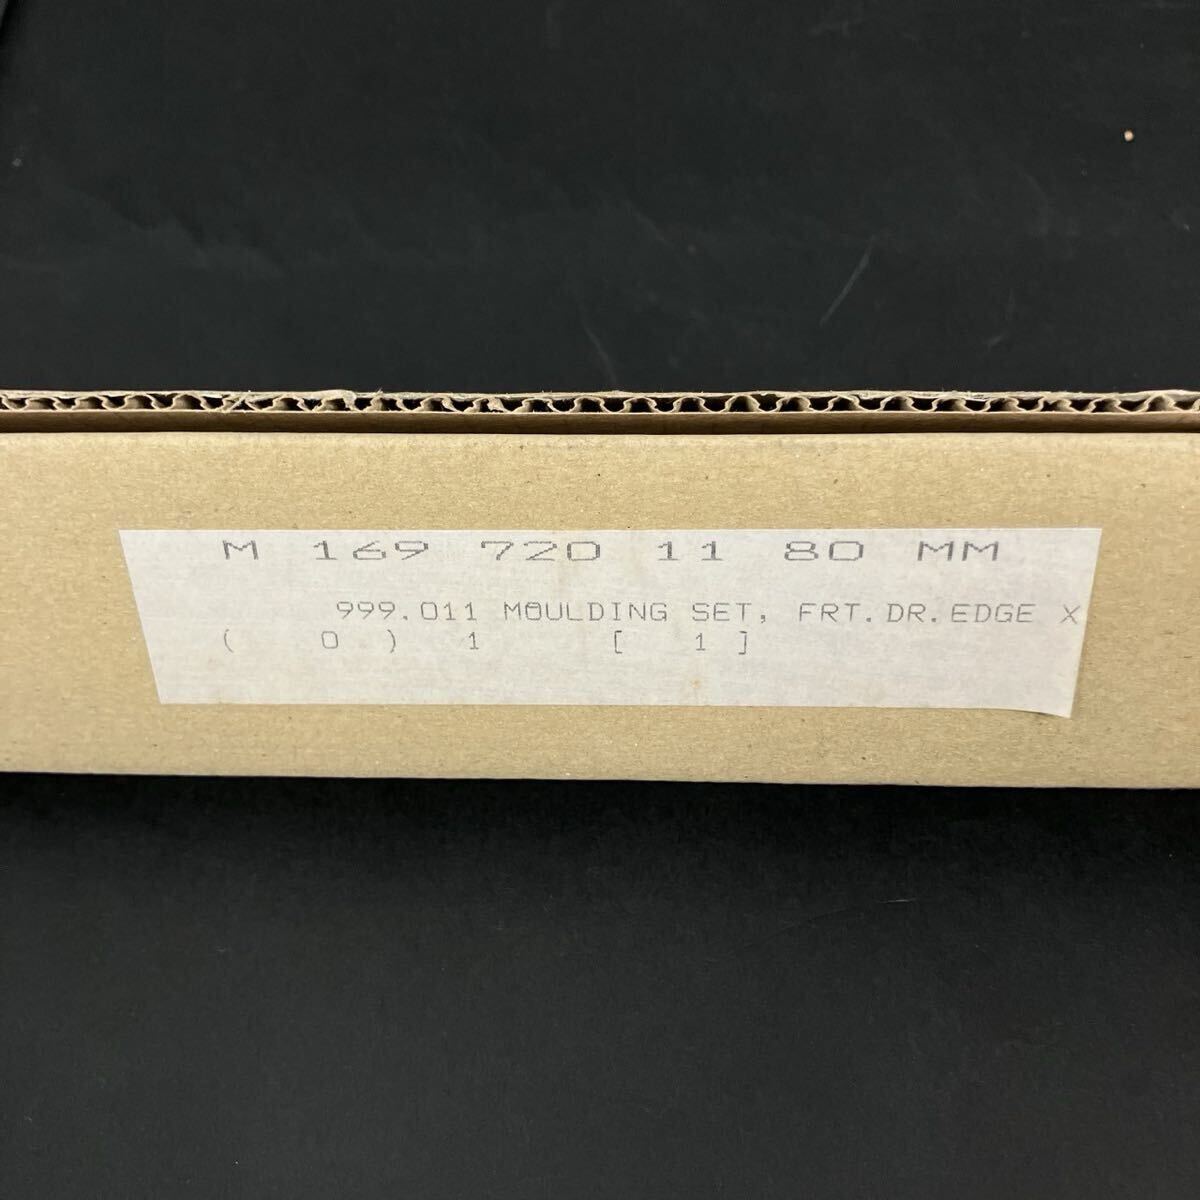 M 169 720 11 80 MM
999.011 MOULDING SET, FRT.DR.EDGE X
( 0 ) 1 [ 1 ]